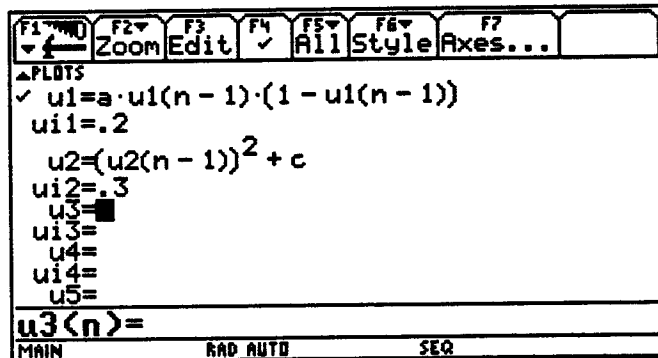 F1 F2 F3 F4 F5 F6 F7
Zoom Edit ✓ All Style Axes...
▲PLOTS
✓ u1=a·u1(n - 1)·(1 - u1(n - 1))
ui1=.2
u2=(u2(n - 1))² + c
ui2=.3
u3=
ui3=
u4=
ui4=
u5=
u3(n)=
MAIN RAD AUTO SEQ